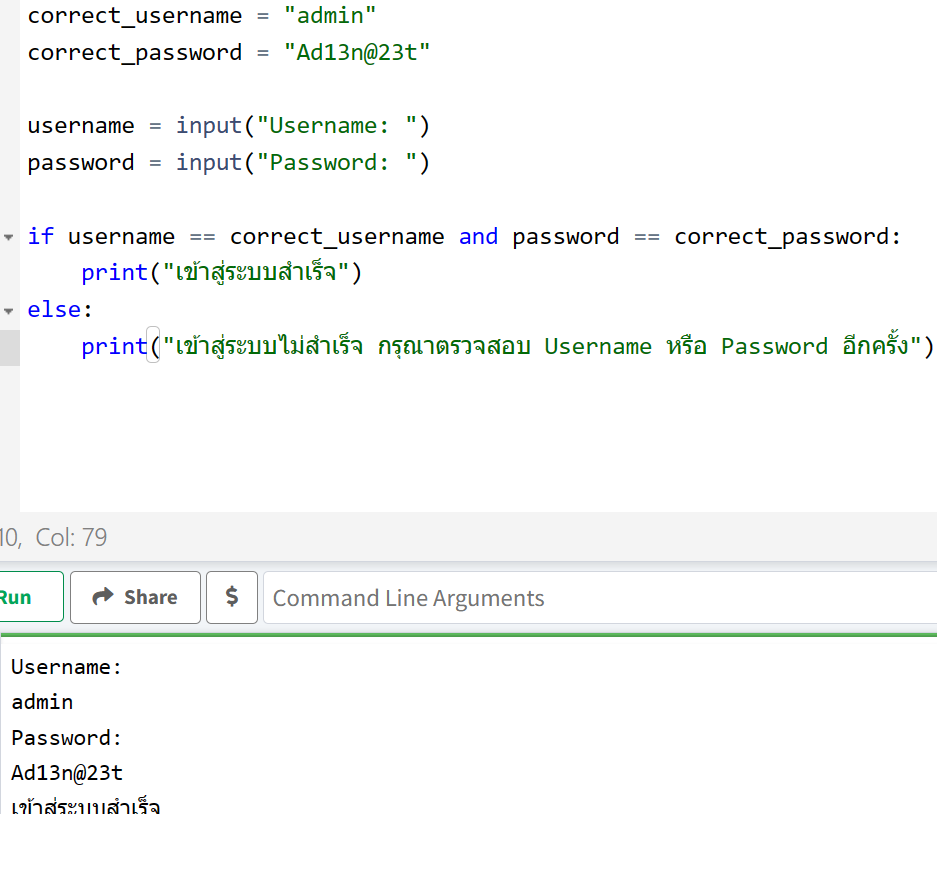 correct_username = "admin"
correct_password = "Ad13n@23t"
username = input("Username: ")
password = input("Password: ")
if username == correct_username and password == correct_password:
    print("เข้าสู่ระบบสำเร็จ")
else:
    print("เข้าสู่ระบบไม่สำเร็จ กรุณาตรวจสอบ Username หรือ Password อีกครั้ง")
10, Col: 79
Run Share $ Command Line Arguments
Username:
admin
Password:
Ad13n@23t
เข้าสู่ระบบสำเร็จ